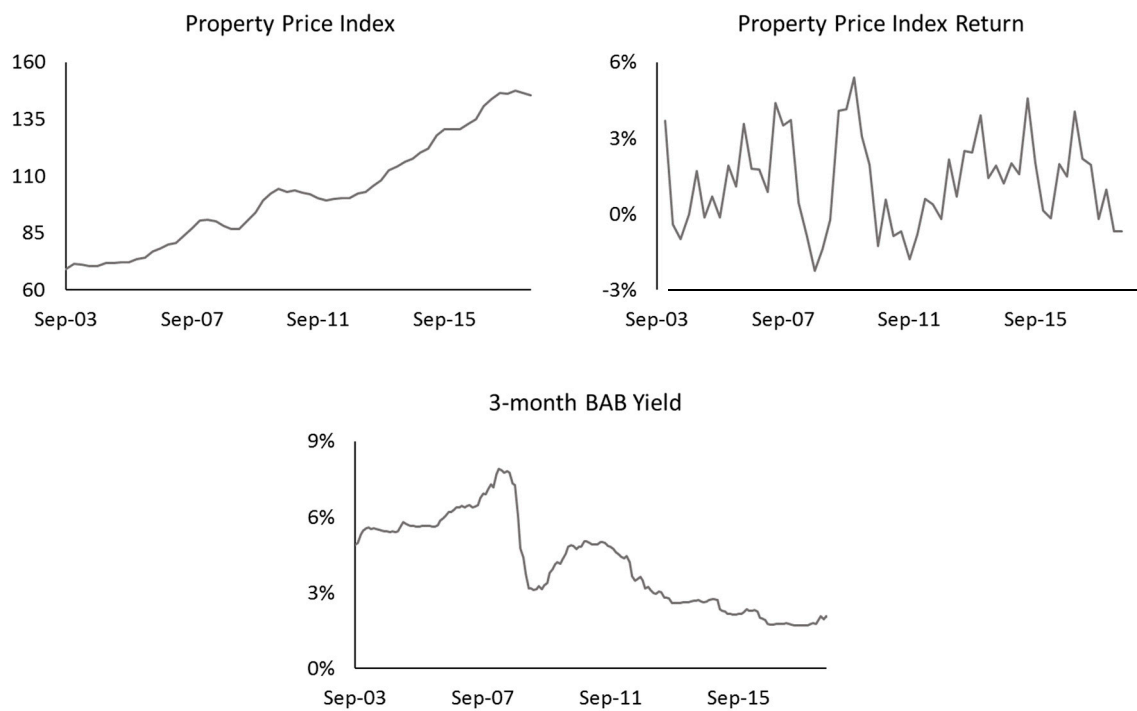 Property Price Index
160
135
110
85
60
Sep-03 Sep-07 Sep-11 Sep-15
Property Price Index Return
6%
3%
0%
-3%
Sep-03 Sep-07 Sep-11 Sep-15
3-month BAB Yield
9%
6%
3%
0%
Sep-03 Sep-07 Sep-11 Sep-15